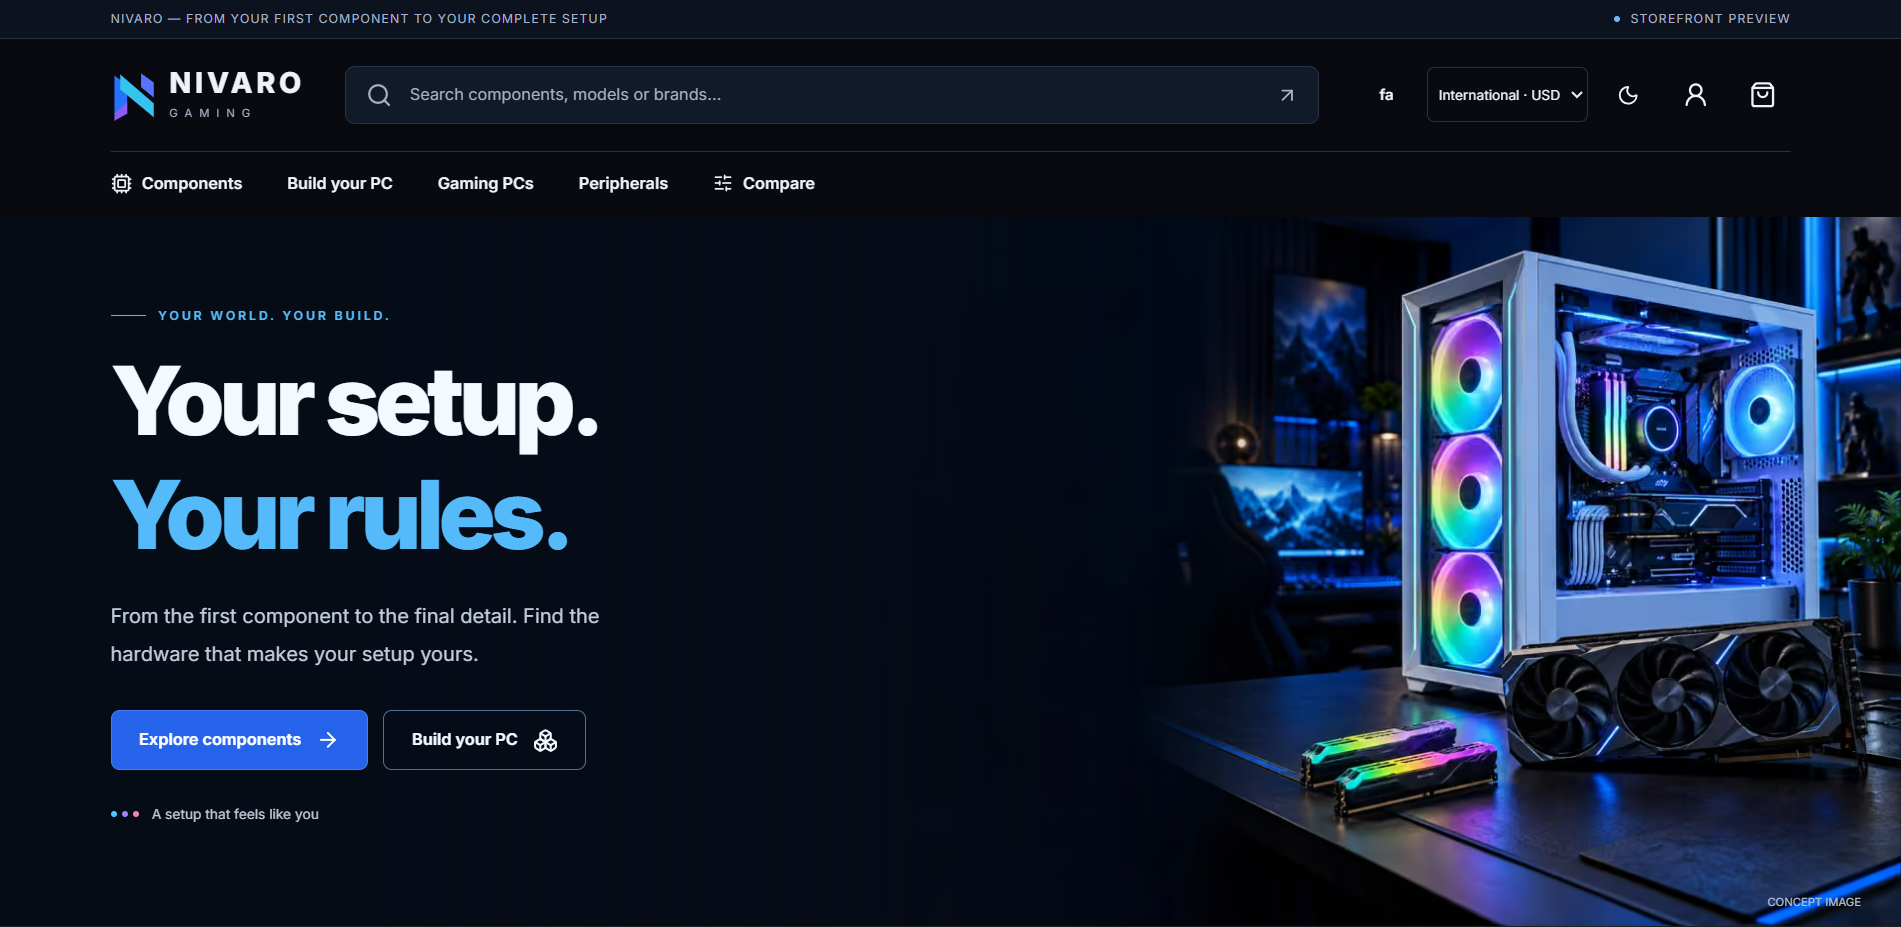 NIVARO — FROM YOUR FIRST COMPONENT TO YOUR COMPLETE SETUP
STOREFRONT PREVIEW
NIVARO
GAMING
Search components, models or brands...
fa
International · USD
Components
Build your PC
Gaming PCs
Peripherals
Compare
YOUR WORLD. YOUR BUILD.
Your setup.
Your rules.
From the first component to the final detail. Find the
hardware that makes your setup yours.
Explore components
Build your PC
A setup that feels like you
CONCEPT IMAGE